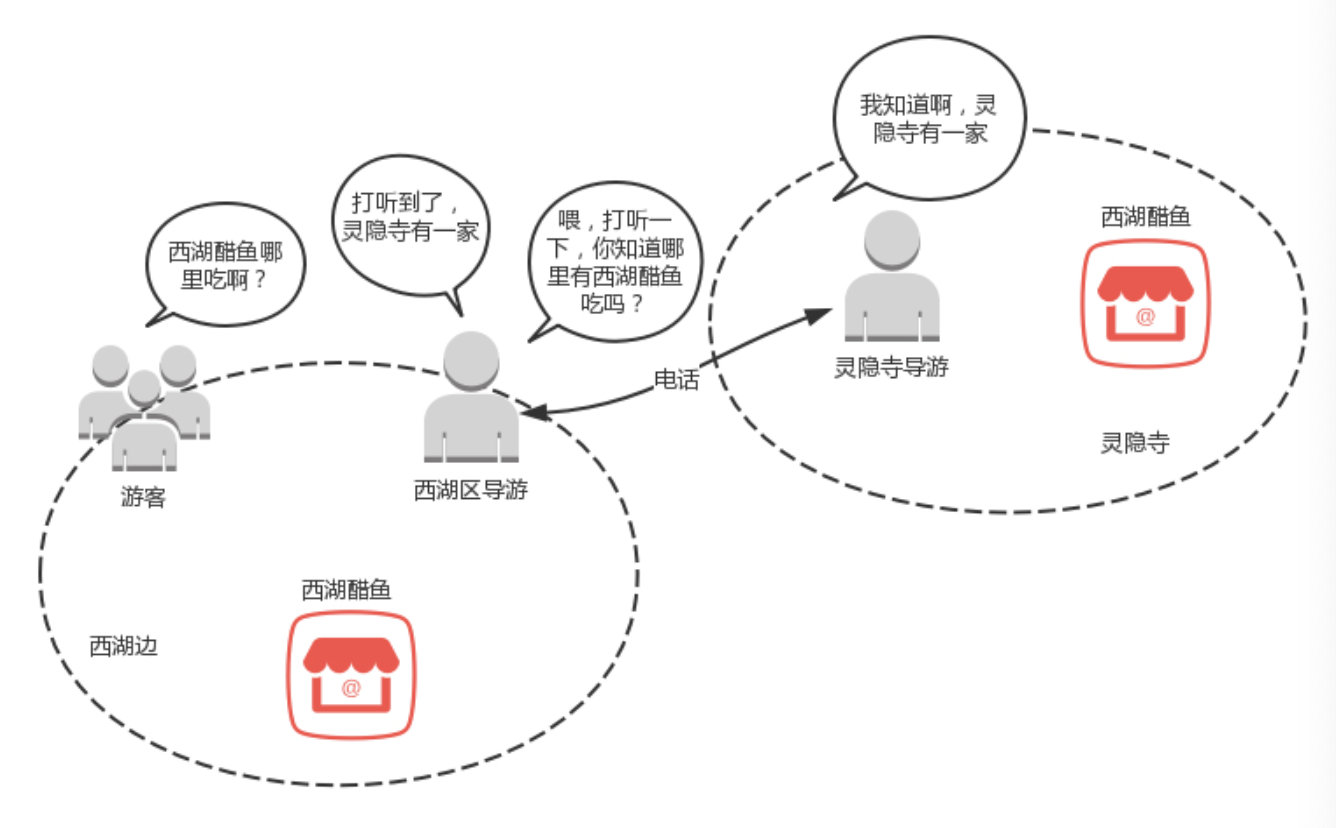 我知道啊，灵
隐寺有一家
打听到了，
灵隐寺有一家
喂，打听一
下，你知道哪
里有西湖醋鱼
吃吗？
西湖醋鱼哪
里吃啊？
西湖醋鱼
@
灵隐寺导游
电话
灵隐寺
游客
西湖区导游
西湖醋鱼
西湖边
@